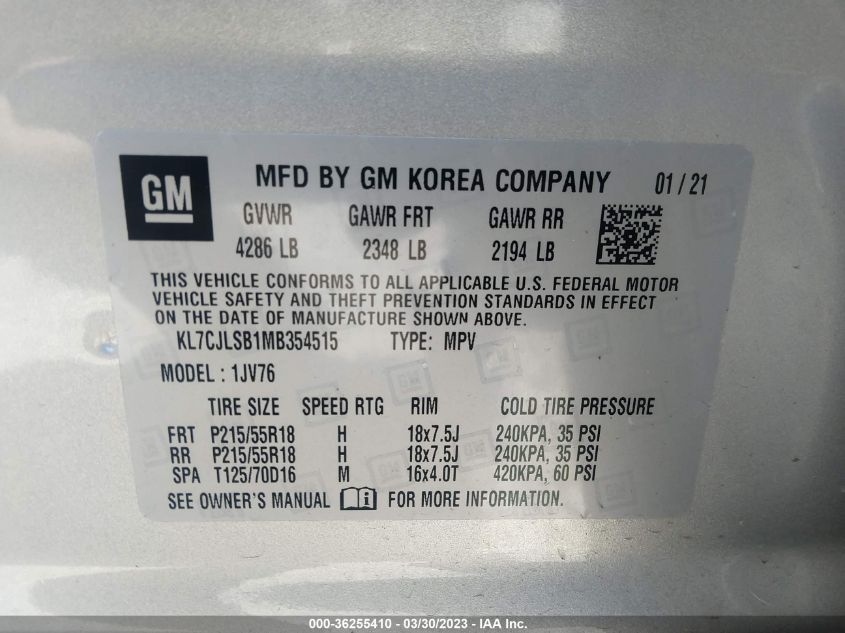 GM
MFD BY GM KOREA COMPANY 01 / 21
GVWR GAWR FRT GAWR RR
4286 LB 2348 LB 2194 LB
THIS VEHICLE CONFORMS TO ALL APPLICABLE U.S. FEDERAL MOTOR
VEHICLE SAFETY AND THEFT PREVENTION STANDARDS IN EFFECT
ON THE DATE OF MANUFACTURE SHOWN ABOVE.
KL7CJLSB1MB354515 TYPE: MPV
MODEL : 1JV76
TIRE SIZE SPEED RTG RIM COLD TIRE PRESSURE
FRT P215/55R18 H 18x7.5J 240KPA, 35 PSI
RR P215/55R18 H 18x7.5J 240KPA, 35 PSI
SPA T125/70D16 M 16x4.0T 420KPA, 60 PSI
SEE OWNER'S MANUAL FOR MORE INFORMATION.
000-36255410 - 03/30/2023 - IAA Inc.